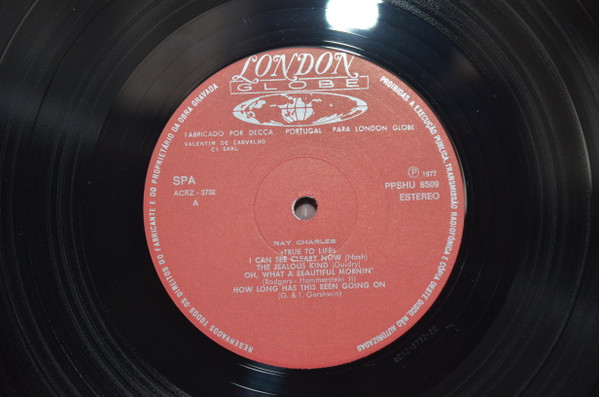 LONDON
GLOBE
FABRICADO POR DECCA PORTUGAL PARA LONDON GLOBE
VALENTIM DE CARVALHO
CI SARL
SPA
ACRZ - 3732
A
Ⓟ 1977
PPSHU 8509
ESTEREO
RAY CHARLES
»TRUE TO LIFE«
I CAN SEE CLEARY NOW (Nash)
THE JEALOUS KIND (Guidry)
OH, WHAT A BEAUTIFUL MORNIN'
(Rodgers - Hammerstein II)
HOW LONG HAS THIS BEEN GOING ON
(G. & I. Gershwin)
RESERVADOS TODOS OS DIREITOS DO FABRICANTE E DO PROPRIETÁRIO DA OBRA GRAVADA
PROIBIDAS A EXECUÇÃO PÚBLICA, TRANSMISSÃO RADIOFÓNICA E CÓPIA DESTE DISCO, NÃO AUTORIZADAS